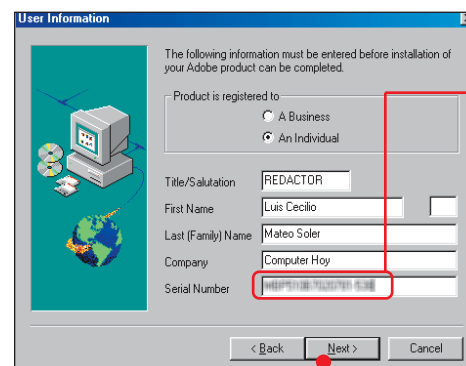 User Information
The following information must be entered before installation of
your Adobe product can be completed.
Product is registered to
A Business
An Individual
Title/Salutation REDACTOR
First Name Luis Cecilio
Last (Family) Name Mateo Soler
Company Computer Hoy
Serial Number
< Back Next > Cancel